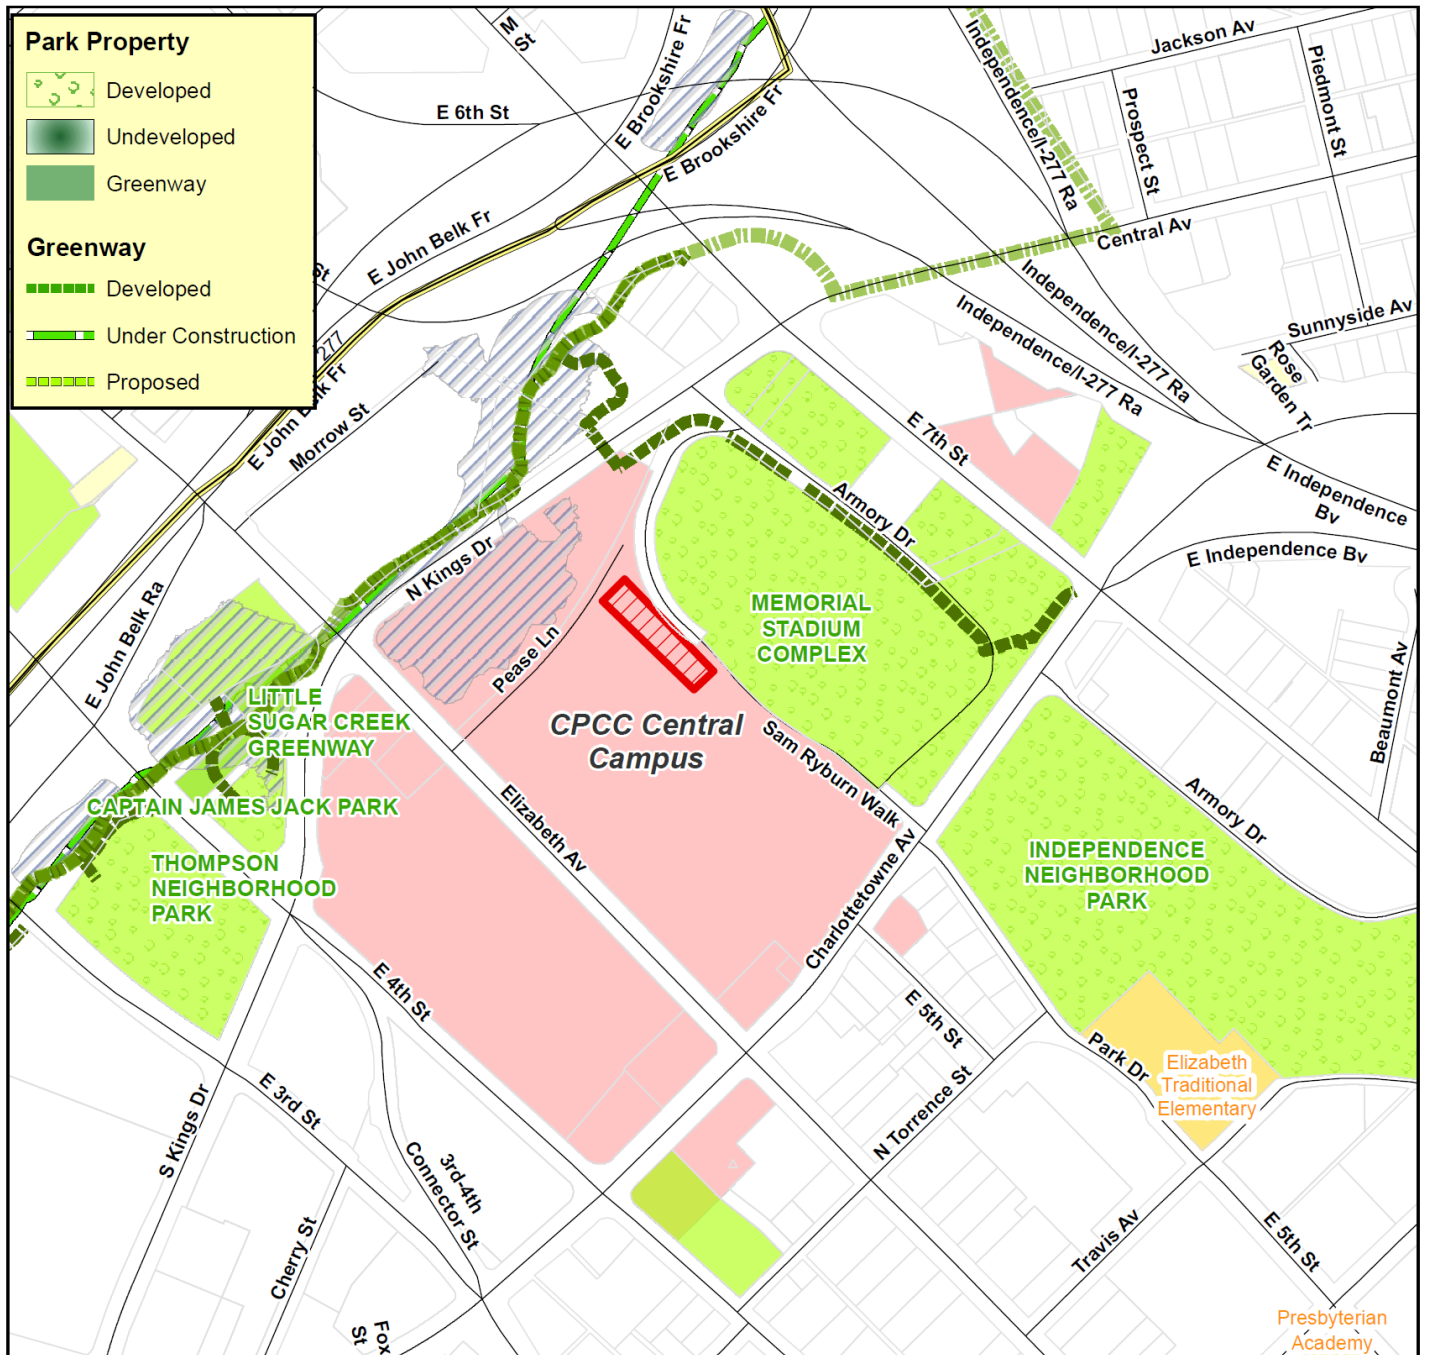 Park Property
Developed
Undeveloped
Greenway
Greenway
Developed
Under Construction
Proposed
M
St
E 6th St
E Brookshire Fr
E Brookshire Fr
Independence/I-277 Ra
Jackson Av
Prospect St
Piedmont St
Central Av
E John Belk Fr
St
277
E John Belk Fr
Morrow St
Independence/I-277 Ra
Independence/I-277 Ra
Sunnyside Av
Rose
Garden Tr
E 7th St
E Independence
Bv
E Independence Bv
Armory Dr
N Kings Dr
E John Belk Ra
Pease Ln
MEMORIAL
STADIUM
COMPLEX
Beaumont Av
LITTLE
SUGAR CREEK
GREENWAY
CPCC Central
Campus
Sam Ryburn Walk
CAPTAIN JAMES JACK PARK
Elizabeth Av
Armory Dr
THOMPSON
NEIGHBORHOOD
PARK
INDEPENDENCE
NEIGHBORHOOD
PARK
Charlottetowne Av
E 4th St
E 5th St
Park Dr
Elizabeth
Traditional
Elementary
E 3rd St
S Kings Dr
N Torrence St
3rd-4th
Connector St
Cherry St
Travis Av
E 5th St
Fox
St
Presbyterian
Academy